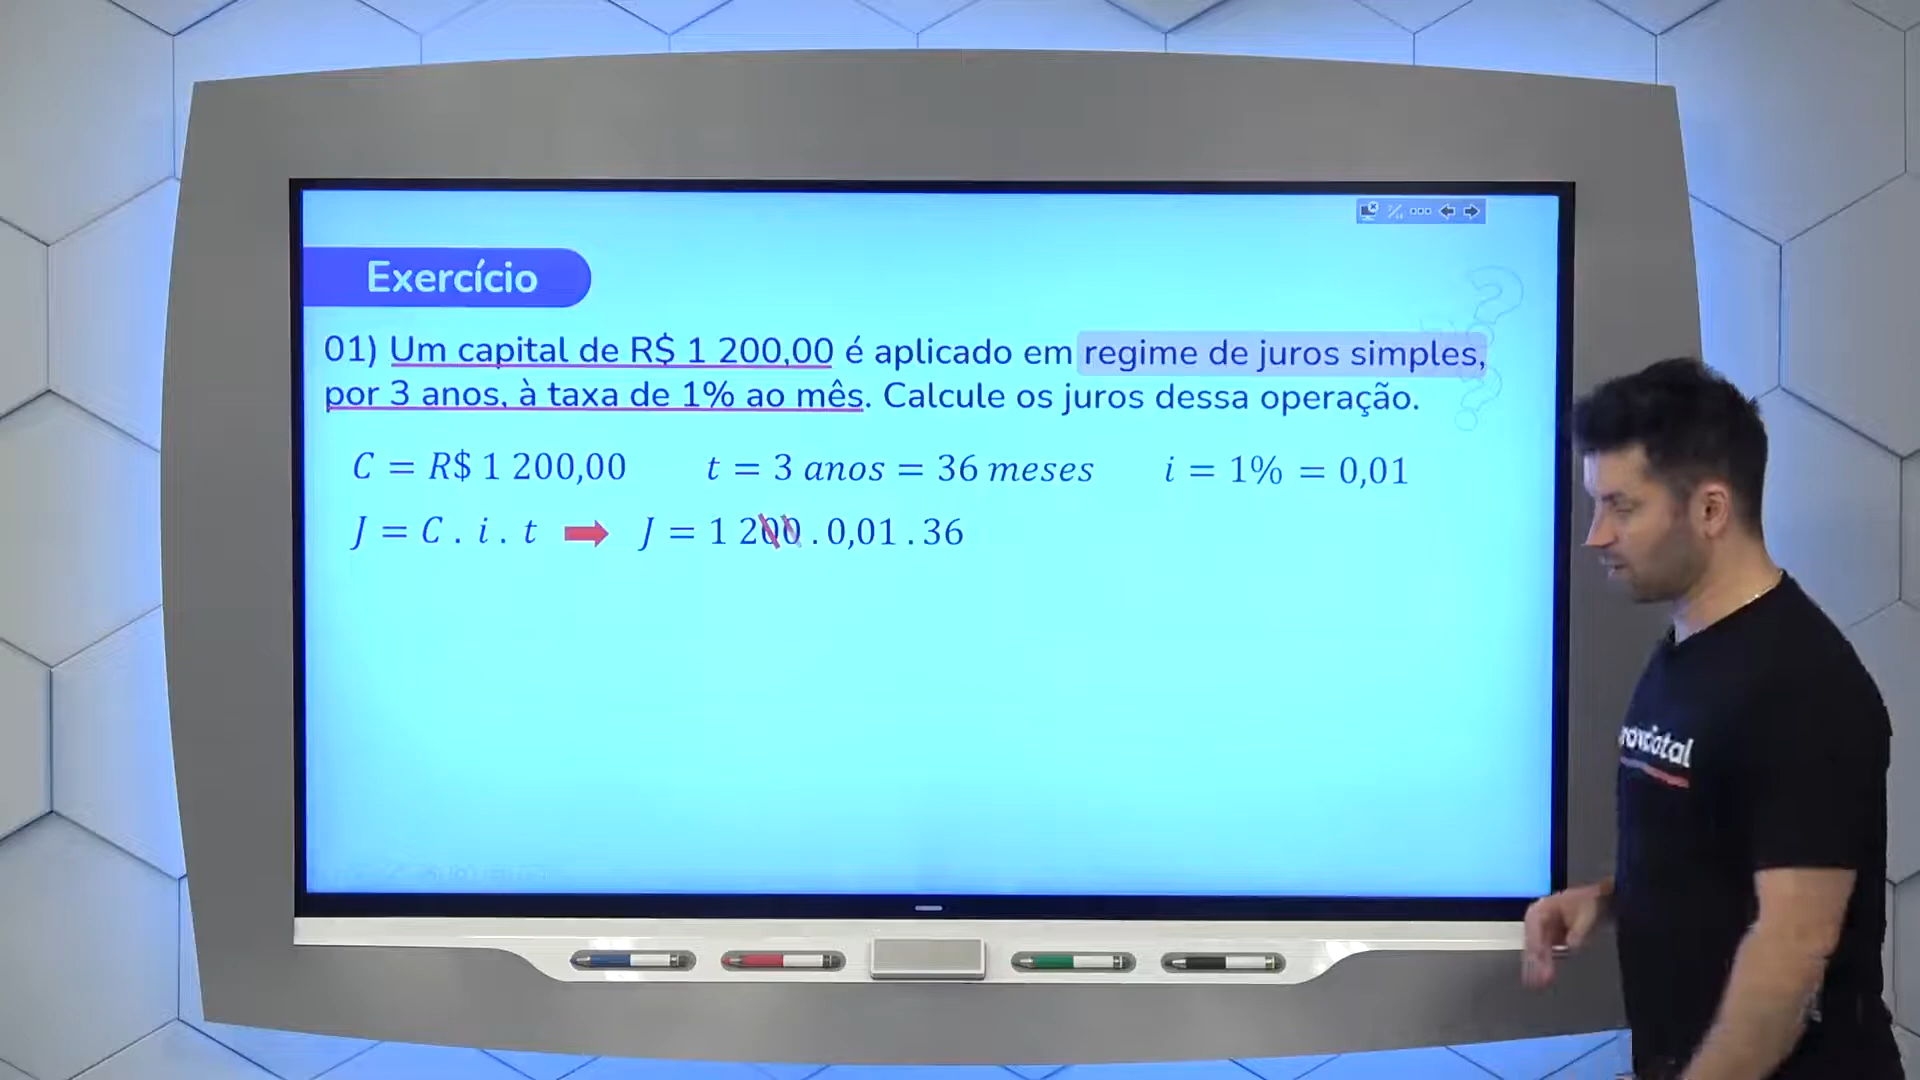 Exercício
01) Um capital de R$ 1 200,00 é aplicado em regime de juros simples,
por 3 anos, à taxa de 1% ao mês. Calcule os juros dessa operação.
C = R$ 1 200,00 t = 3 anos = 36 meses i = 1% = 0,01
J = C . i . t ➡ J = 1 200 . 0,01 . 36